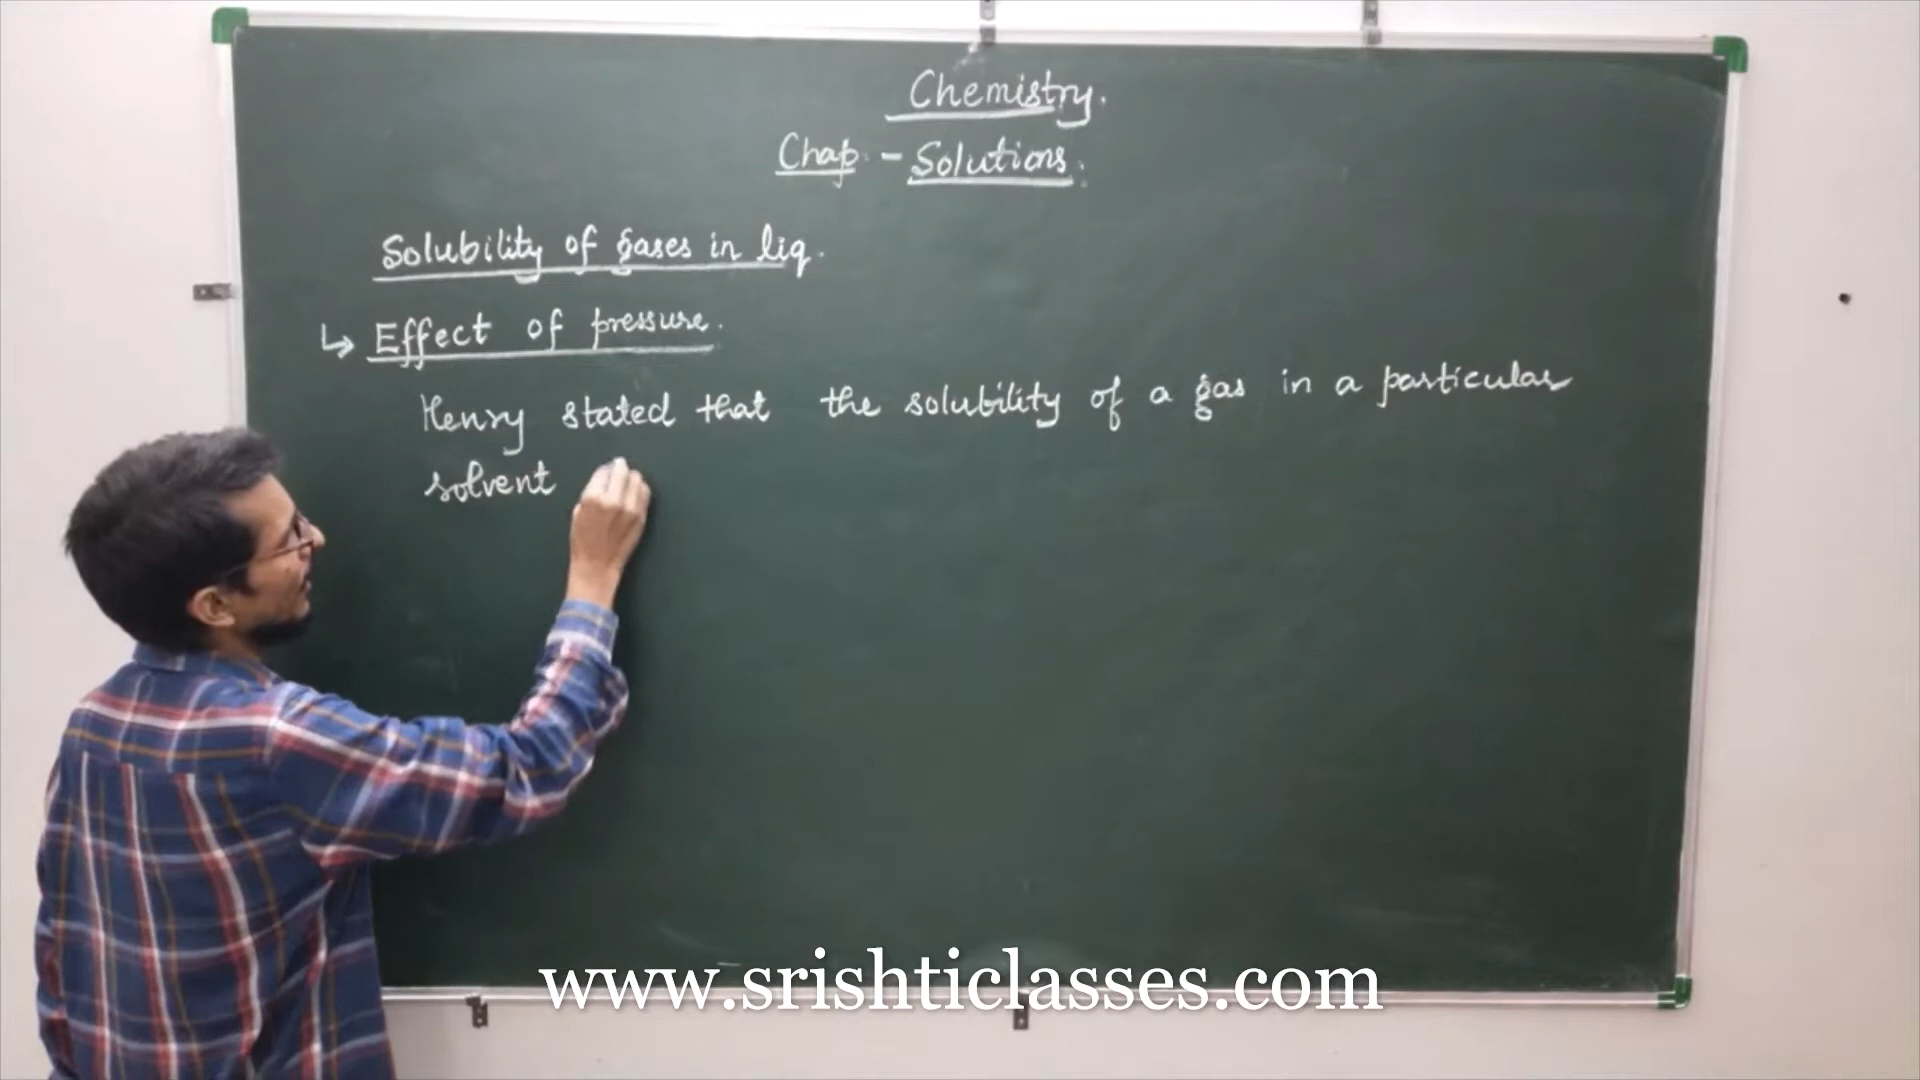 Chemistry.
Chap. - Solutions.
Solubility of gases in liq.
↳ Effect of pressure.
Henry stated that the solubility of a gas in a particular
solvent
www.srishticlasses.com